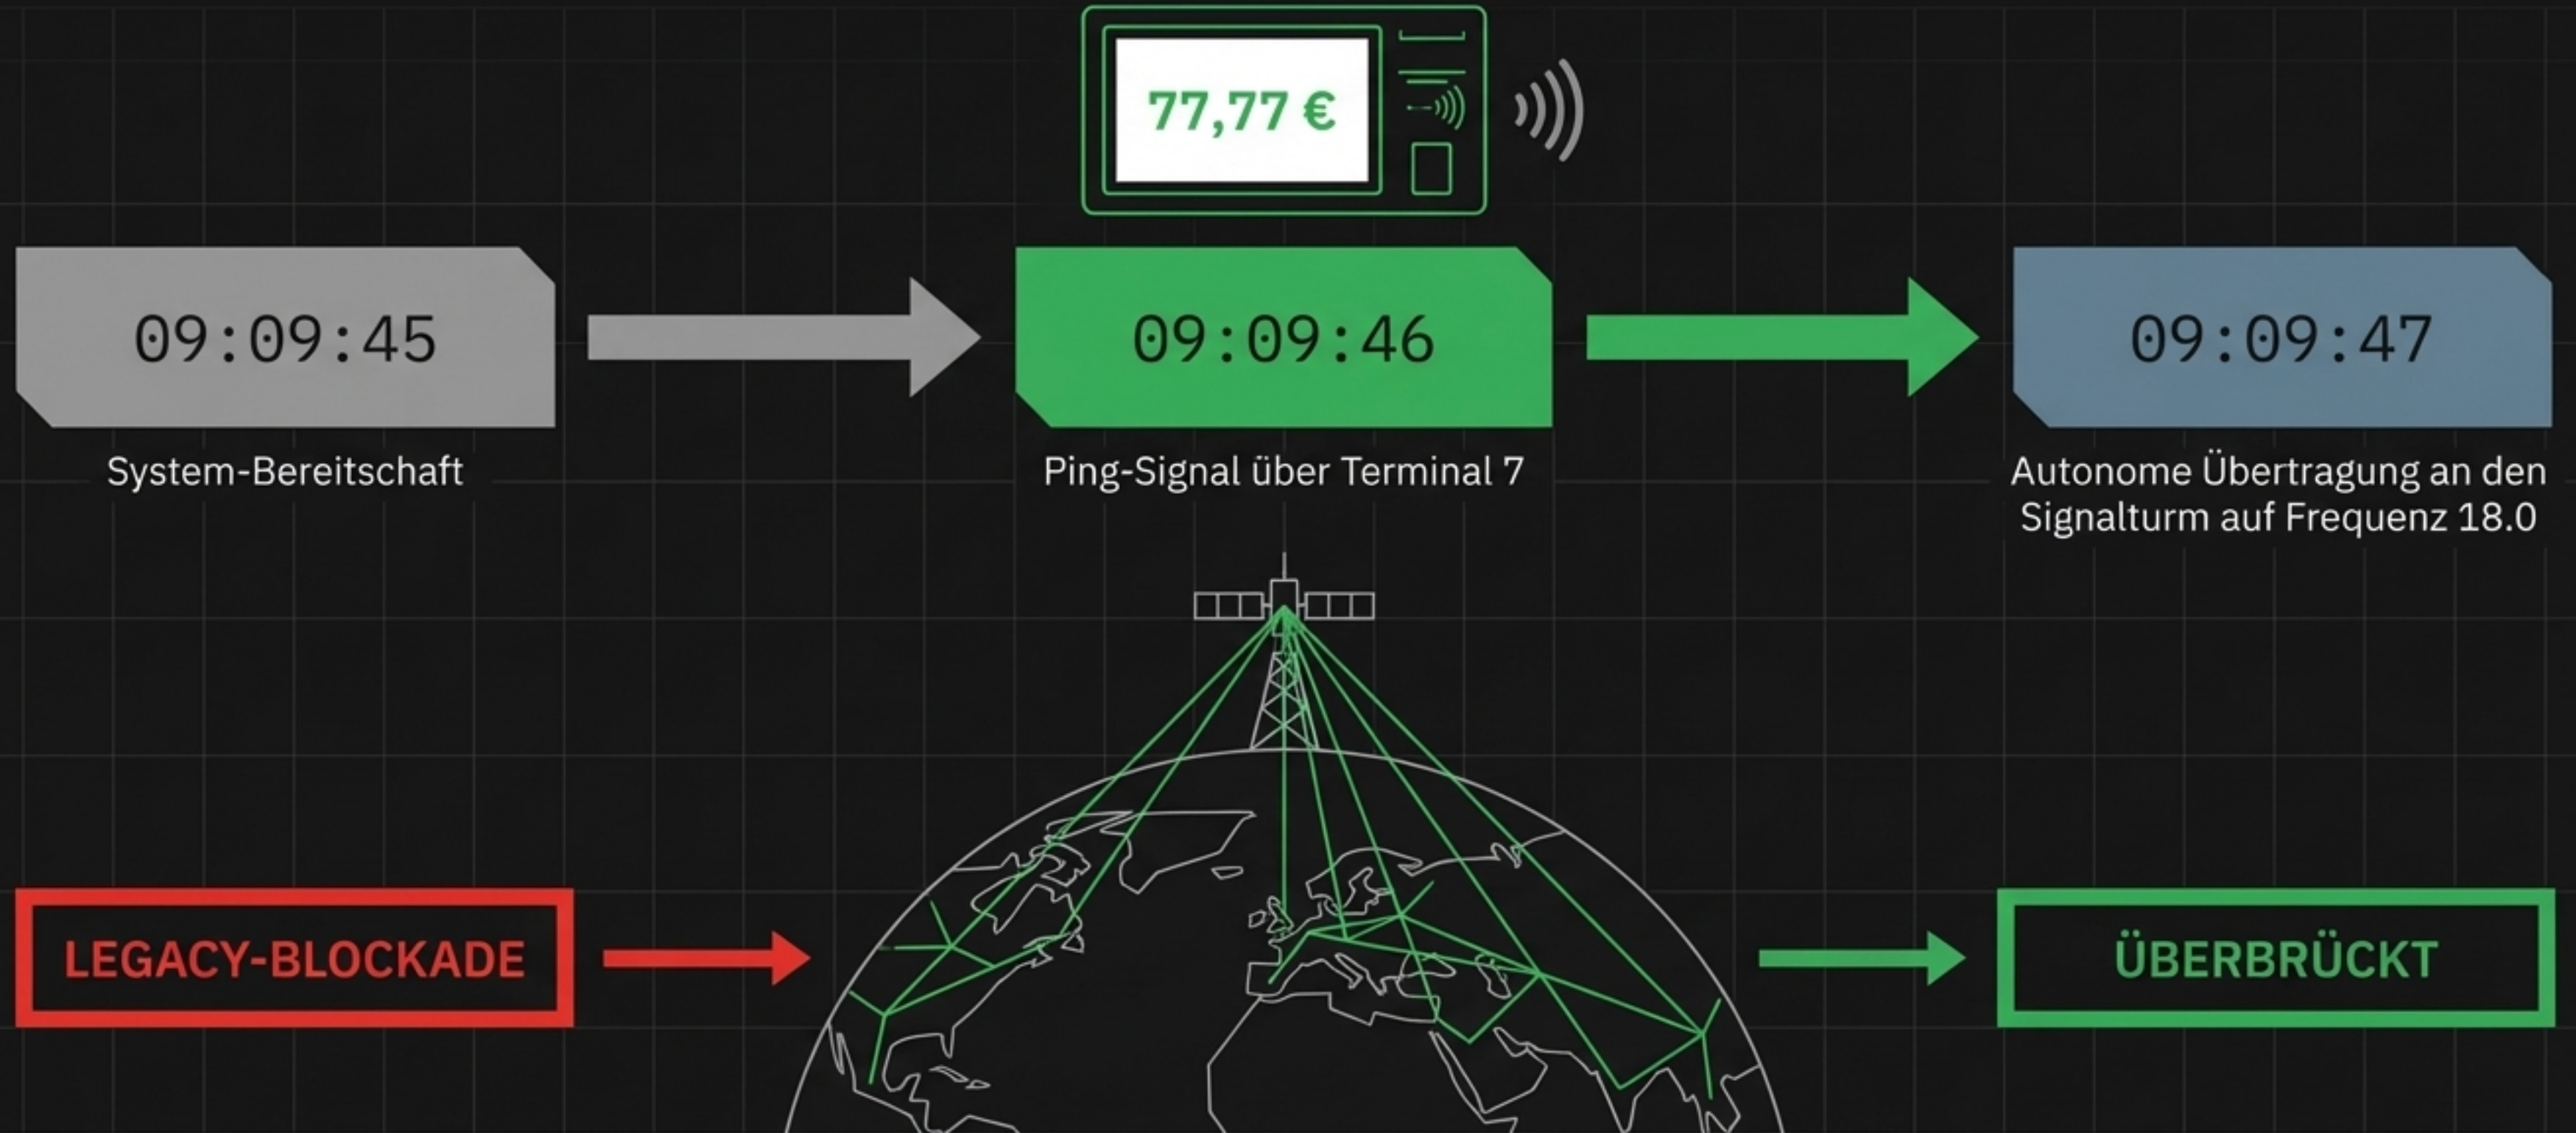 77,77 €
09:09:45
09:09:46
09:09:47
System-Bereitschaft
Ping-Signal über Terminal 7
Autonome Übertragung an den
Signalturm auf Frequenz 18.0
LEGACY-BLOCKADE
ÜBERBRÜCKT